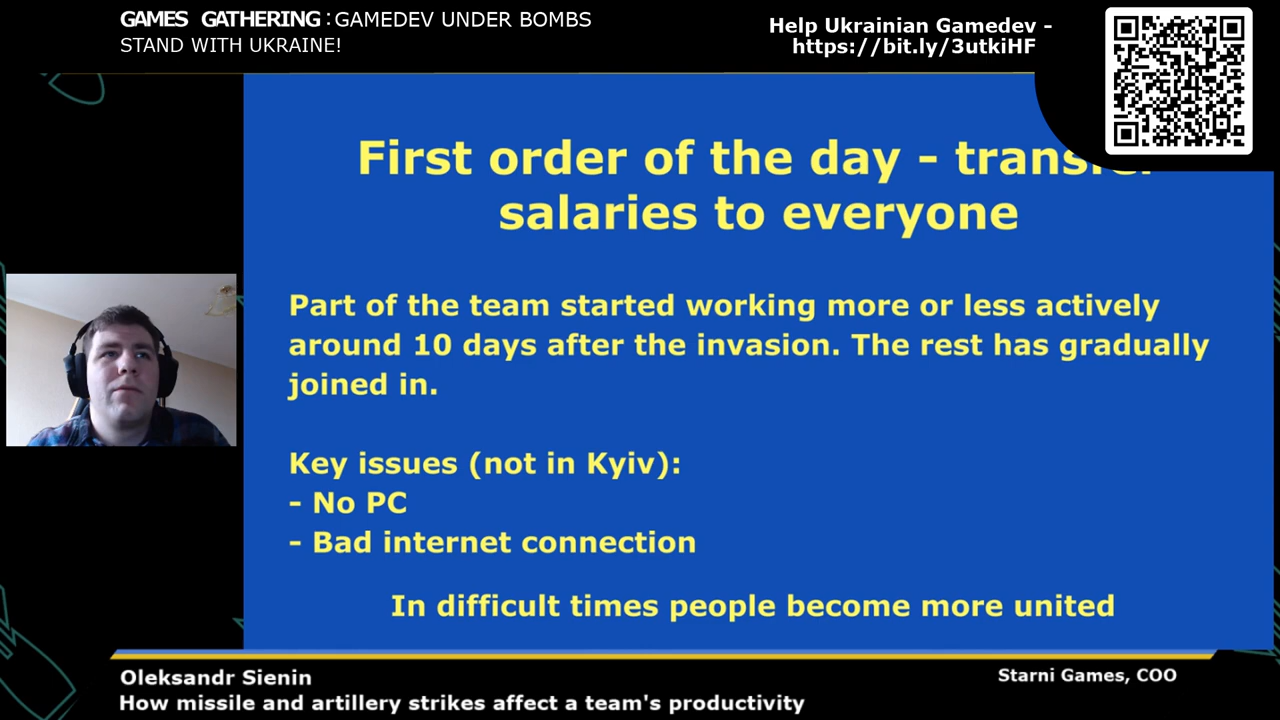 GAMES GATHERING : GAMEDEV UNDER BOMBS
STAND WITH UKRAINE!
Help Ukrainian Gamedev -
https://bit.ly/3utkiHF
First order of the day - transfer
salaries to everyone
Part of the team started working more or less actively
around 10 days after the invasion. The rest has gradually
joined in.
Key issues (not in Kyiv):
- No PC
- Bad internet connection
In difficult times people become more united
Oleksandr Sienin
Starni Games, COO
How missile and artillery strikes affect a team's productivity